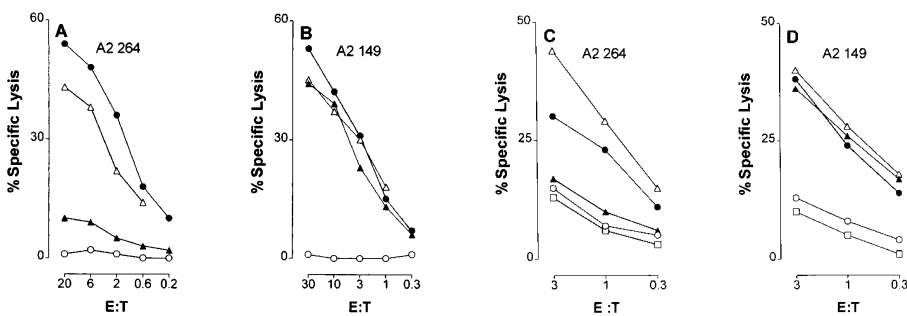 A
A2 264
% Specific Lysis
60
30
0
20 6 2 0.6 0.2
E:T
B
A2 149
% Specific Lysis
60
30
0
30 10 3 1 0.3
E:T
C
A2 264
% Specific Lysis
50
25
0
3 1 0.3
E :T
D
A2 149
% Specific Lysis
50
25
0
3 1 0.3
E:T